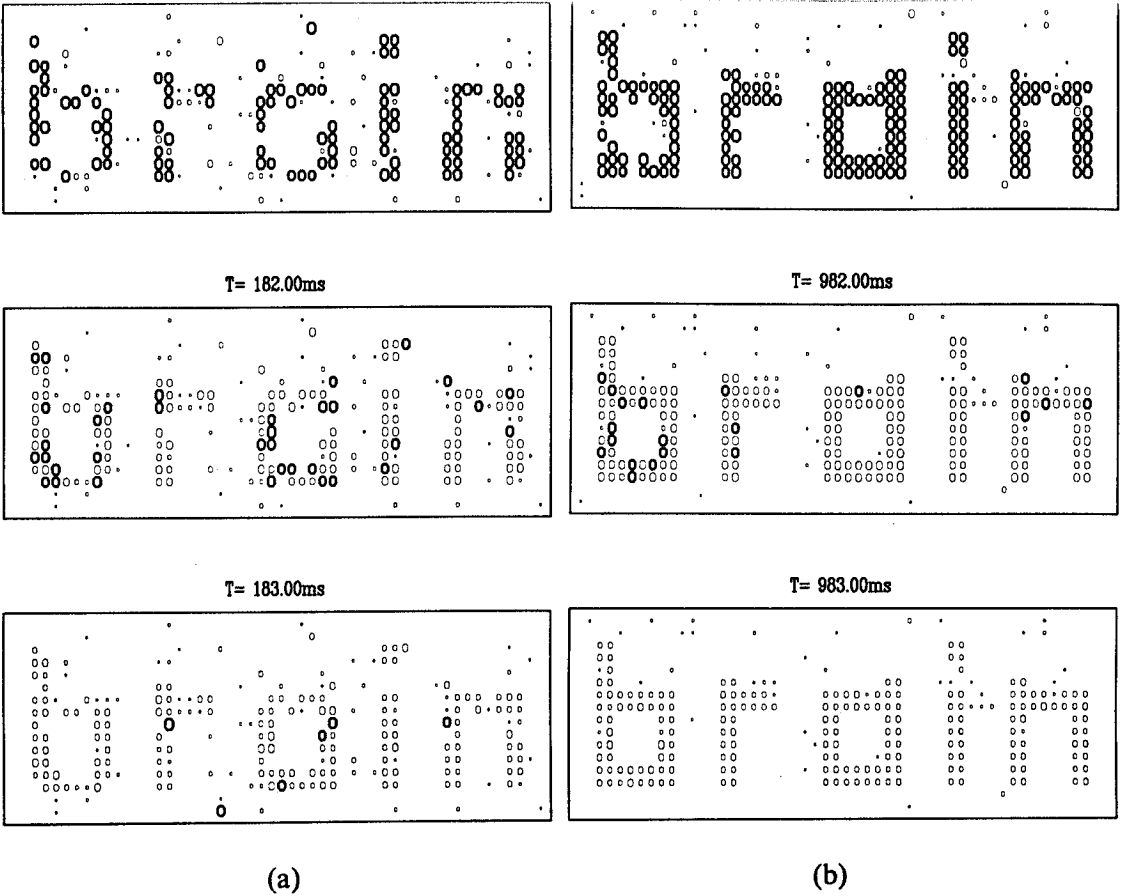 brain
brain
T= 182.00ms
T= 982.00ms
brain
brain
T= 183.00ms
T= 983.00ms
brain
brain
(a)
(b)